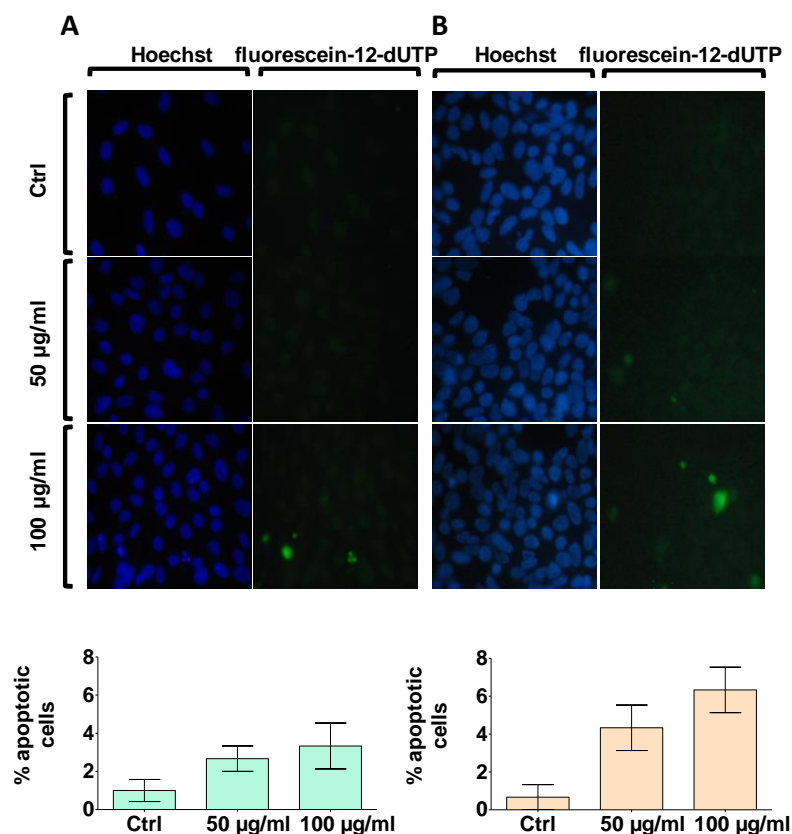 A B
Hoechst fluorescein-12-dUTP Hoechst fluorescein-12-dUTP
Ctrl
50 µg/ml
100 µg/ml
% apoptotic
cells
8
6
4
2
0
Ctrl 50 µg/ml 100 µg/ml
% apoptotic
cells
8
6
4
2
0
Ctrl 50 µg/ml 100 µg/ml